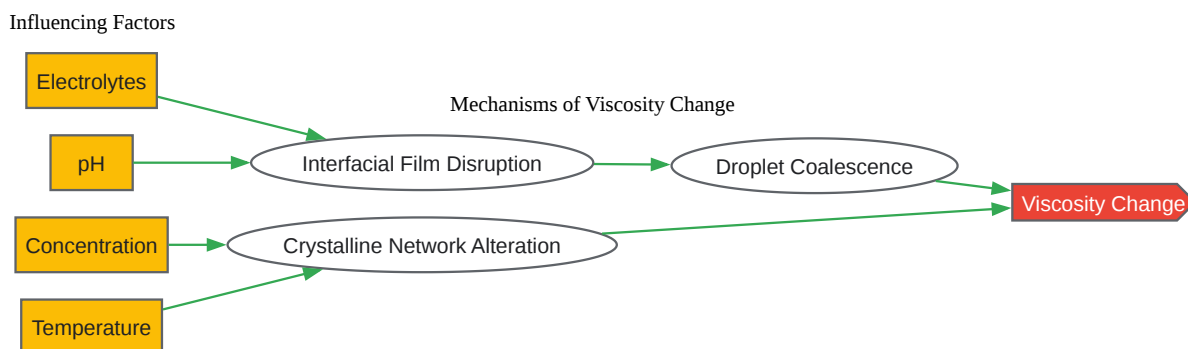 Influencing Factors
Electrolytes
Mechanisms of Viscosity Change
pH
Interfacial Film Disruption
Droplet Coalescence
Viscosity Change
Concentration
Crystalline Network Alteration
Temperature